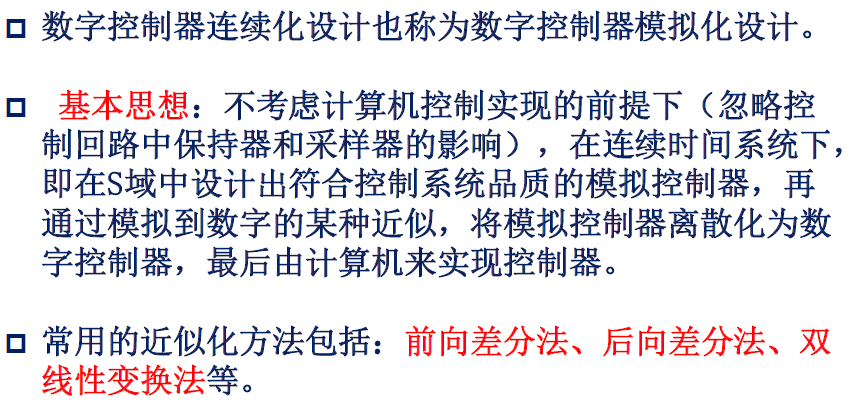 数字控制器连续化设计也称为数字控制器模拟化设计。
基本思想：不考虑计算机控制实现的前提下（忽略控
制回路中保持器和采样器的影响），在连续时间系统下，
即在S域中设计出符合控制系统品质的模拟控制器，再
通过模拟到数字的某种近似，将模拟控制器离散化为数
字控制器，最后由计算机来实现控制器。
常用的近似化方法包括：前向差分法、后向差分法、双
线性变换法等。